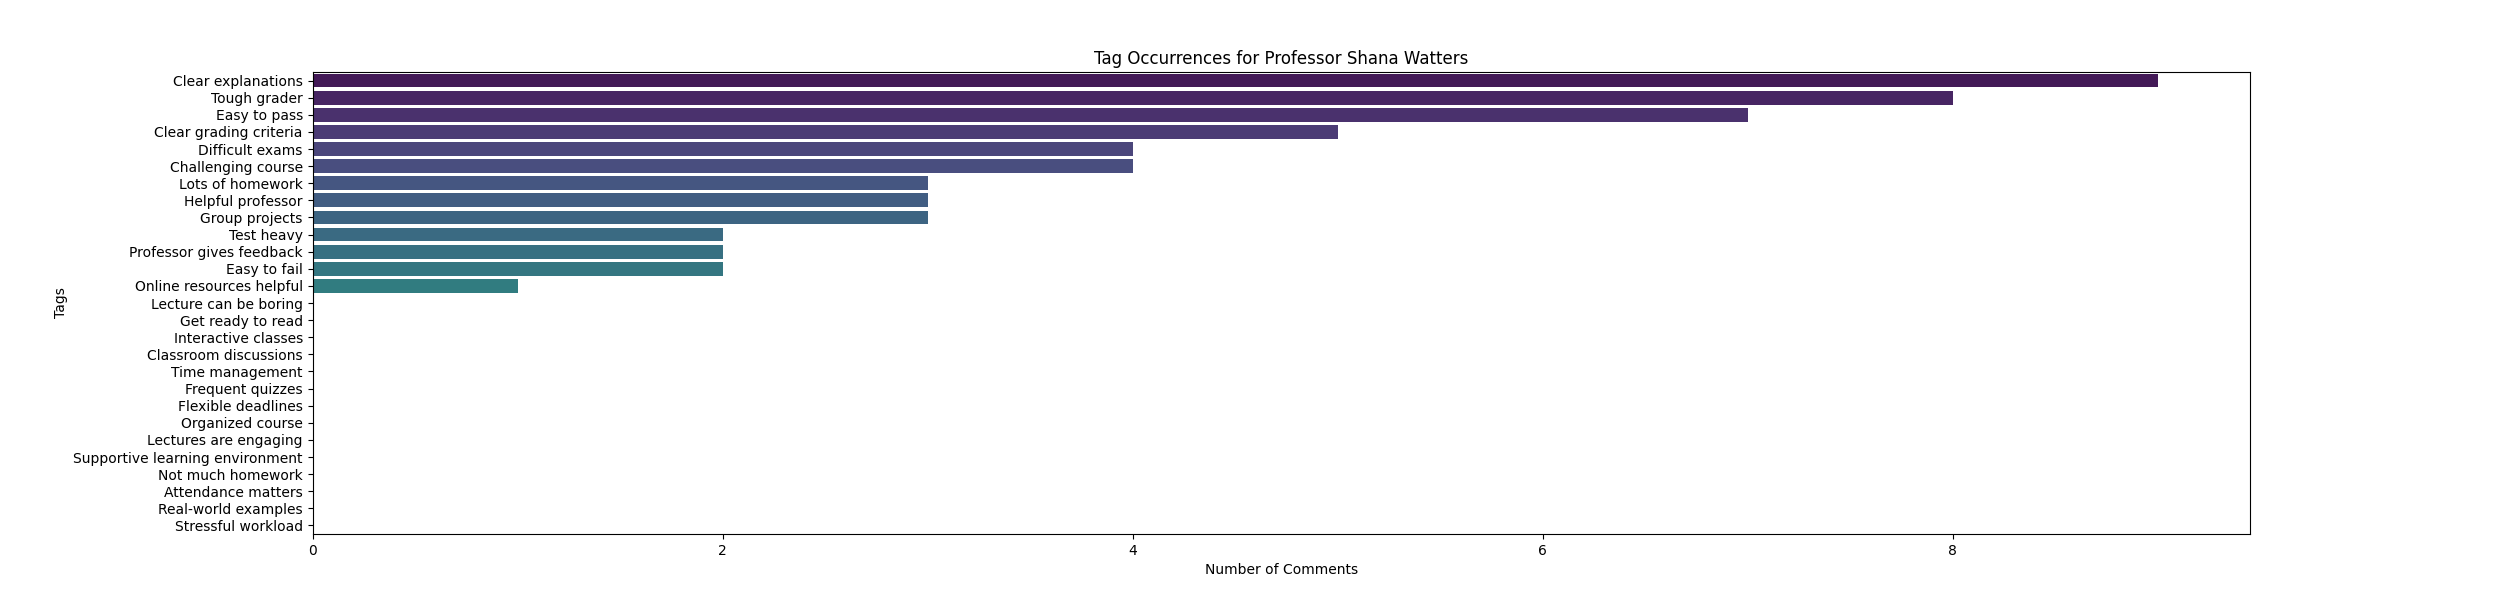 Tag Occurrences for Professor Shana Watters
Clear explanations
Tough grader
Easy to pass
Clear grading criteria
Difficult exams
Challenging course
Lots of homework
Helpful professor
Group projects
Test heavy
Professor gives feedback
Easy to fail
Online resources helpful
Lecture can be boring
Get ready to read
Interactive classes
Classroom discussions
Time management
Frequent quizzes
Flexible deadlines
Organized course
Lectures are engaging
Supportive learning environment
Not much homework
Attendance matters
Real-world examples
Stressful workload
Tags
0 2 4 6 8
Number of Comments